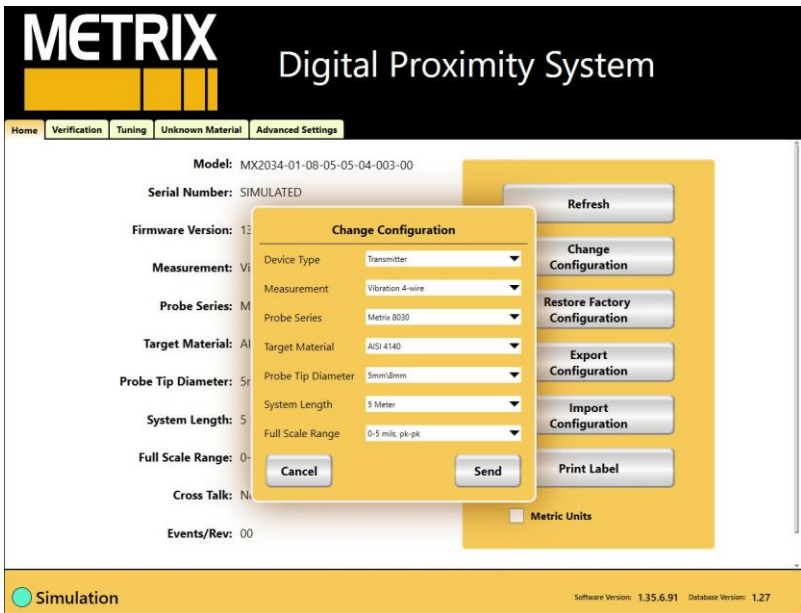 METRIX
Digital Proximity System
Home Verification Tuning Unknown Material Advanced Settings
Model: MX2034-01-08-05-05-04-003-00
Serial Number: SIMULATED
Firmware Version: 13
Measurement: Vi
Probe Series: M
Target Material: AI
Probe Tip Diameter: 5m
System Length: 5
Full Scale Range: 0-
Cross Talk: No
Events/Rev: 00
Change Configuration
Device Type Transmitter
Measurement Vibration 4-wire
Probe Series Metrix 8030
Target Material AISI 4140
Probe Tip Diameter 5mm\8mm
System Length 5 Meter
Full Scale Range 0-5 mils, pk-pk
Cancel Send
Refresh
Change
Configuration
Restore Factory
Configuration
Export
Configuration
Import
Configuration
Print Label
Metric Units
Simulation
Software Version: 1.35.6.91 Database Version: 1.27